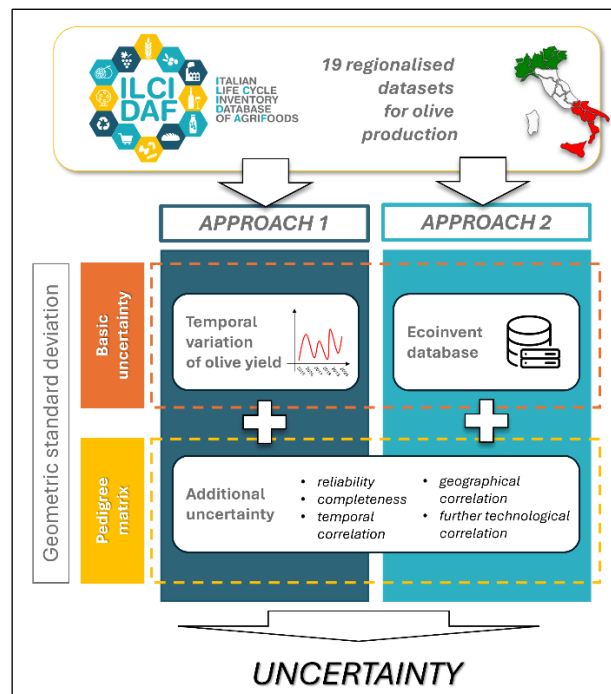 ILCI
DAF
ITALIAN
LIFE CYCLE
INVENTORY
DATABASE
OF AGRIFOODS
19 regionalised
datasets
for olive
production
APPROACH 1
APPROACH 2
Geometric standard deviation
Basic
uncertainty
Temporal
variation
of olive yield
Ecoinvent
database
Pedigree
matrix
Additional
uncertainty
• reliability
• completeness
• temporal
correlation
• geographical
correlation
• further technological
correlation
UNCERTAINTY